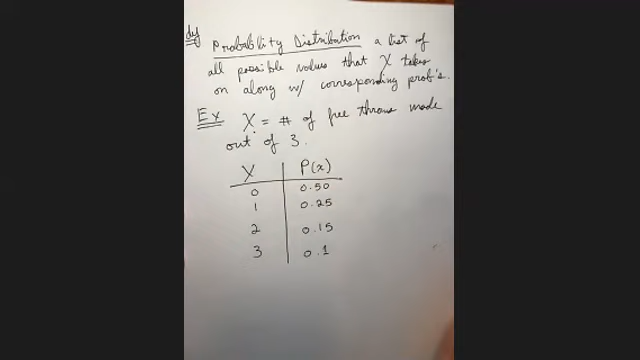 def Probability Distribution a list of
all possible values that X takes
on along w/ corresponding prob's.
Ex X = # of free throws made
out of 3.
X P(x)
0 0.50
1 0.25
2 0.15
3 0.1